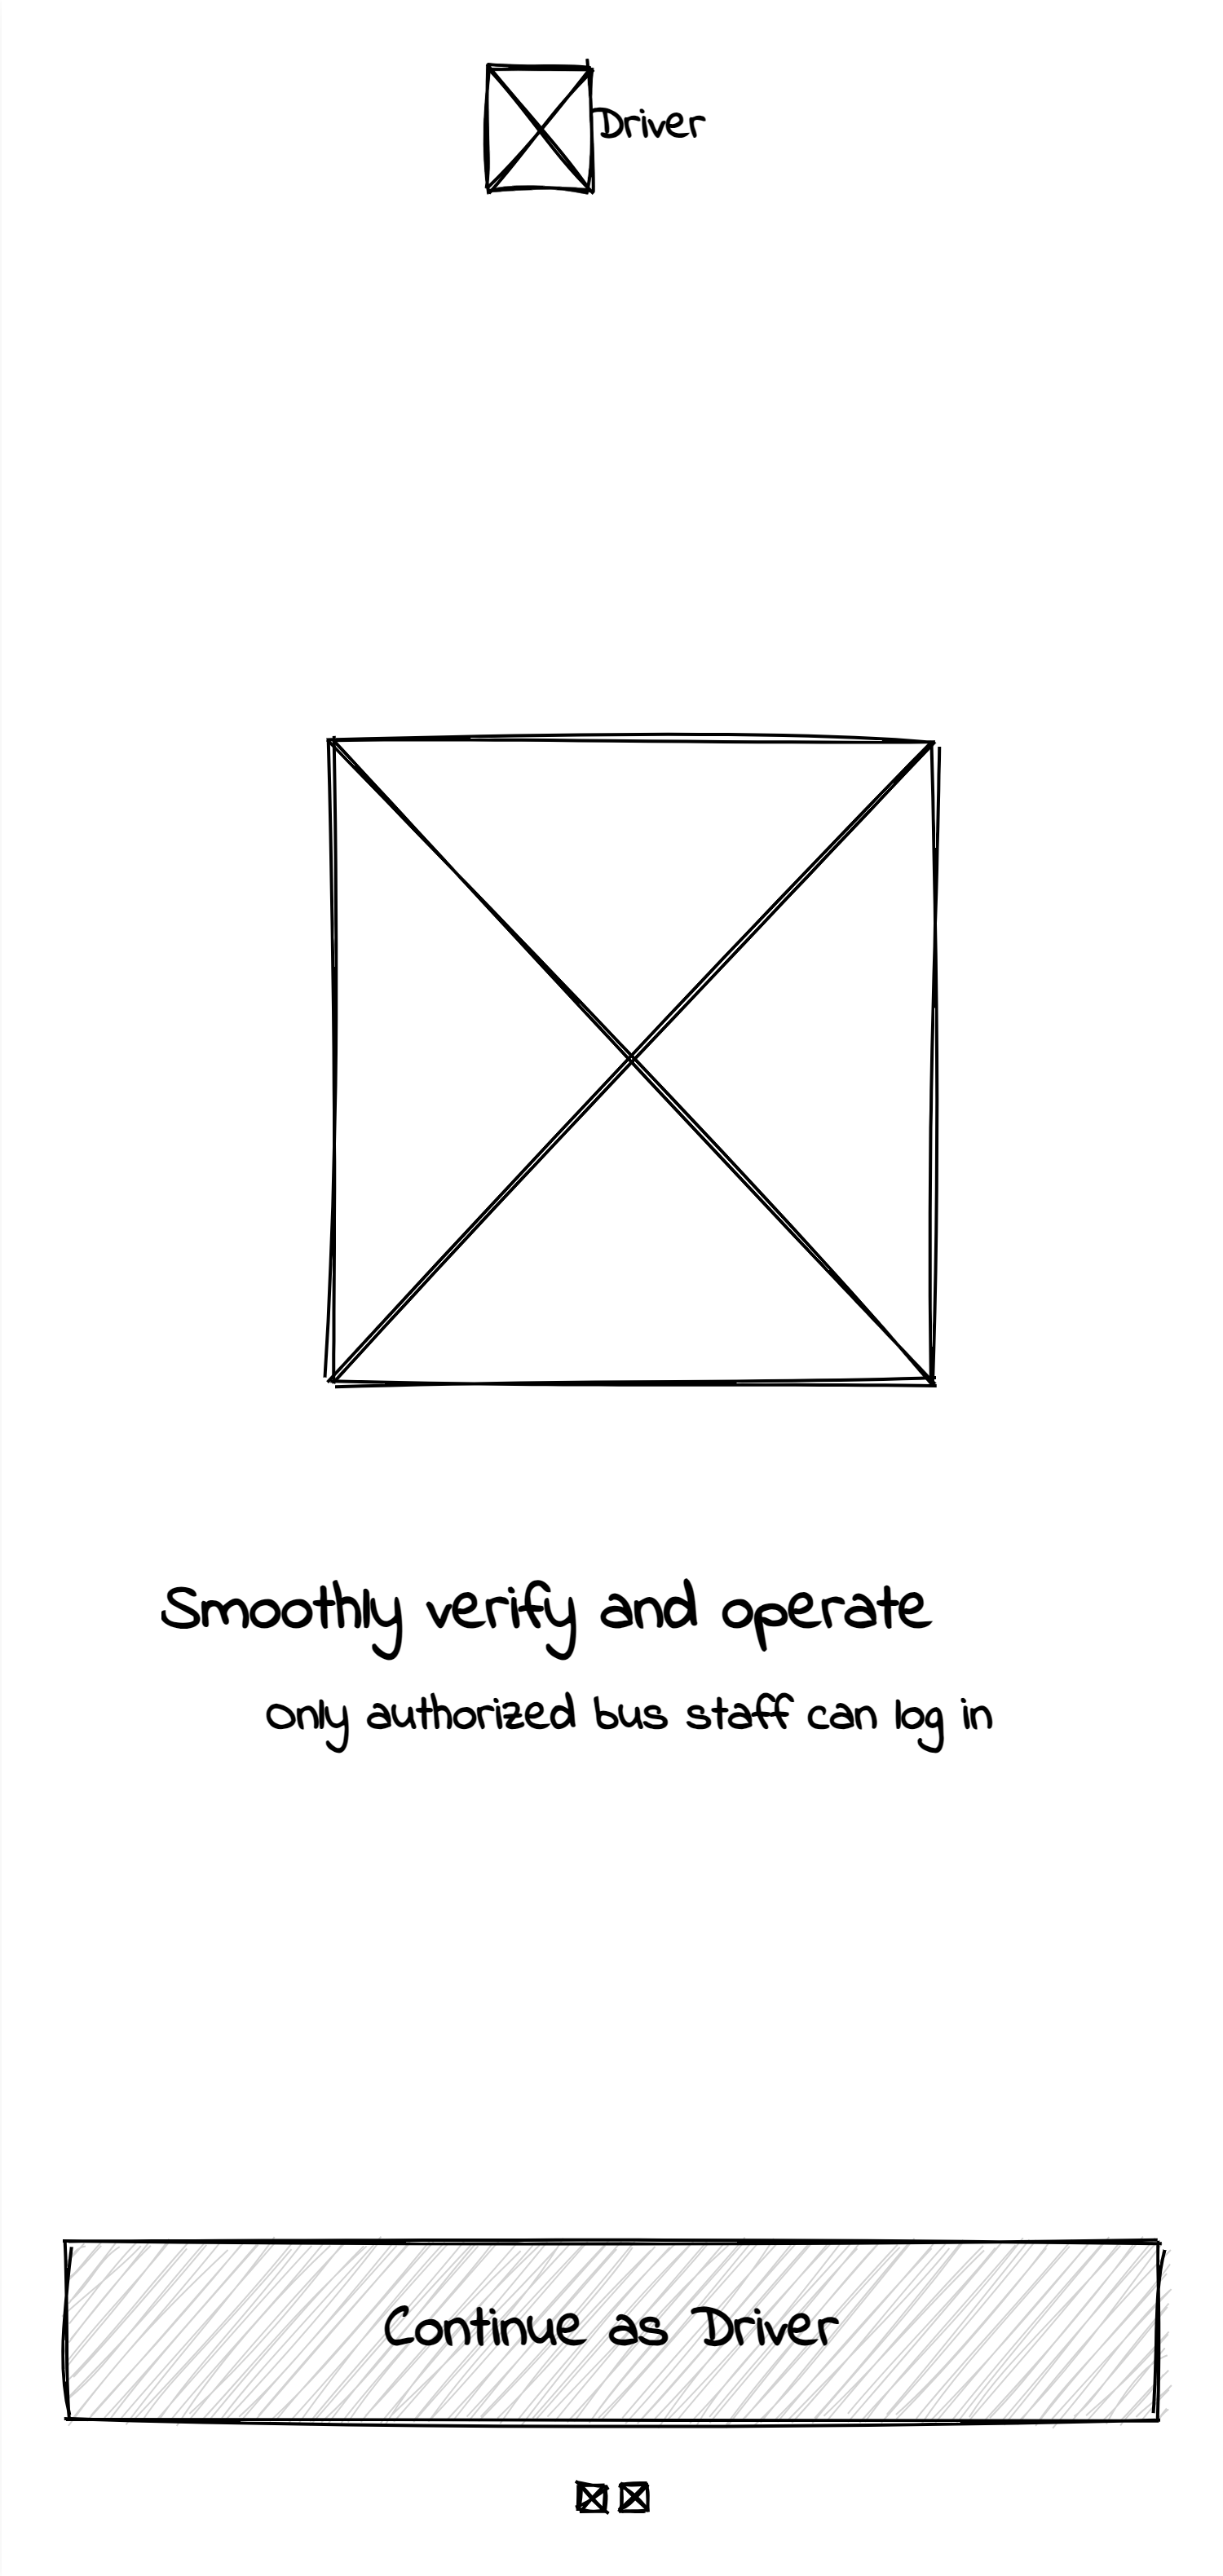 Driver
Smoothly verify and operate
Only authorized bus staff can log in
Continue as Driver